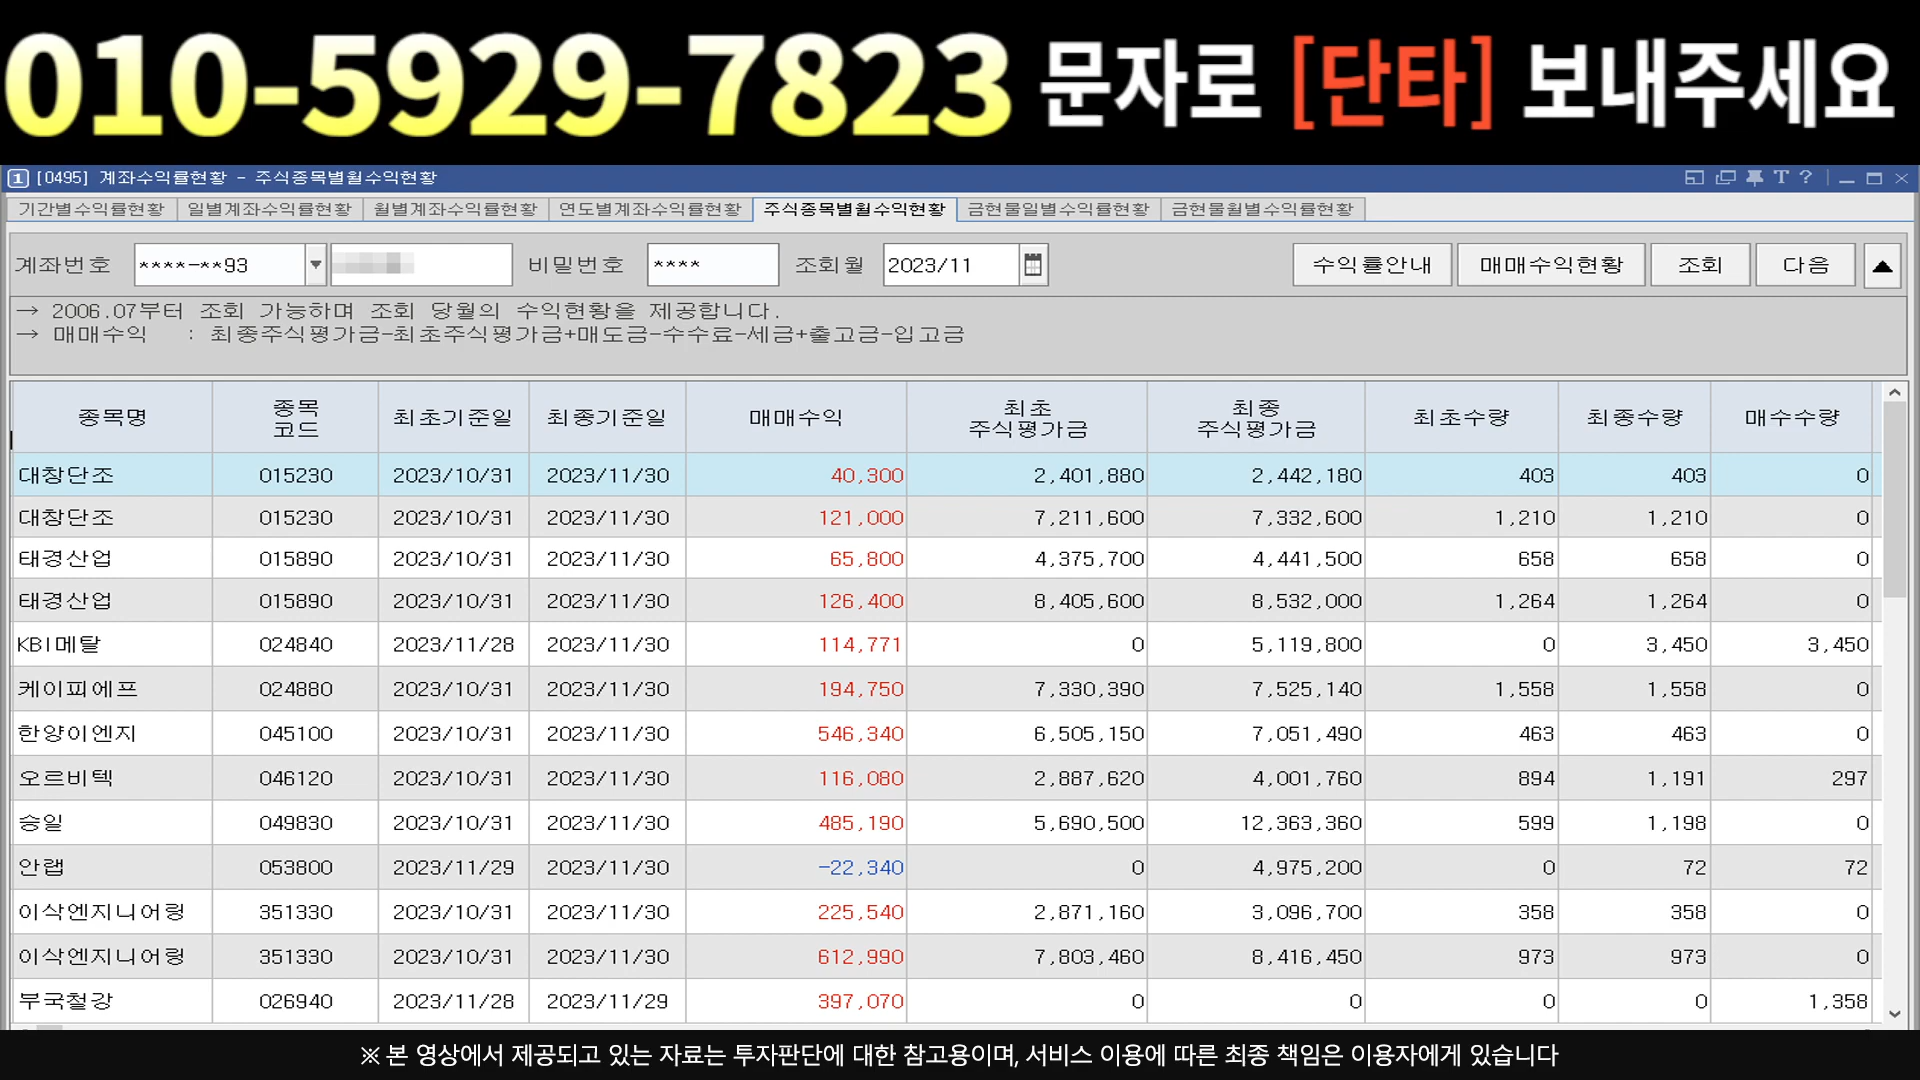 010-5929-7823 문자로 [단타] 보내주세요
1 [0495] 계좌수익률현황 - 주식종목별월수익현황
기간별수익률현황 일별계좌수익률현황 월별계좌수익률현황 연도별계좌수익률현황 주식종목별월수익현황 금현물일별수익률현황 금현물월별수익률현황
계좌번호 ****-**93 비밀번호 **** 조회월 2023/11 수익률안내 매매수익현황 조회 다음
→ 2006.07부터 조회 가능하며 조회 당월의 수익현황을 제공합니다.
→ 매매수익 : 최종주식평가금-최초주식평가금+매도금-수수료-세금+출고금-입고금
종목명 종목코드 최초기준일 최종기준일 매매수익 최초주식평가금 최종주식평가금 최초수량 최종수량 매수수량
대창단조 015230 2023/10/31 2023/11/30 40,300 2,401,880 2,442,180 403 403 0
대창단조 015230 2023/10/31 2023/11/30 121,000 7,211,600 7,332,600 1,210 1,210 0
태경산업 015890 2023/10/31 2023/11/30 65,800 4,375,700 4,441,500 658 658 0
태경산업 015890 2023/10/31 2023/11/30 126,400 8,405,600 8,532,000 1,264 1,264 0
KBI메탈 024840 2023/11/28 2023/11/30 114,771 0 5,119,800 0 3,450 3,450
케이피에프 024880 2023/10/31 2023/11/30 194,750 7,330,390 7,525,140 1,558 1,558 0
한양이엔지 045100 2023/10/31 2023/11/30 546,340 6,505,150 7,051,490 463 463 0
오르비텍 046120 2023/10/31 2023/11/30 116,080 2,887,620 4,001,760 894 1,191 297
승일 049830 2023/10/31 2023/11/30 485,190 5,690,500 12,363,360 599 1,198 0
안랩 053800 2023/11/29 2023/11/30 -22,340 0 4,975,200 0 72 72
이삭엔지니어링 351330 2023/10/31 2023/11/30 225,540 2,871,160 3,096,700 358 358 0
이삭엔지니어링 351330 2023/10/31 2023/11/30 612,990 7,803,460 8,416,450 973 973 0
부국철강 026940 2023/11/28 2023/11/29 397,070 0 0 0 0 1,358
※ 본 영상에서 제공되고 있는 자료는 투자판단에 대한 참고용이며, 서비스 이용에 따른 최종 책임은 이용자에게 있습니다